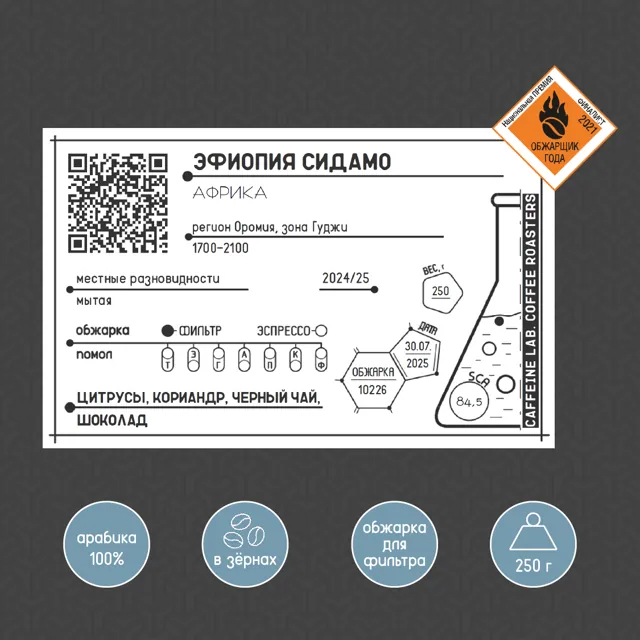 Национальная ПРЕМИЯ
ФИНАЛИСТ
2021
ОБЖАРЩИК
ГОДА
ЭФИОПИЯ СИДАМО
АФРИКА
регион Оромия, зона Гуджи
1700-2100
местные разновидности
2024/25
мытая
ВЕС, г
250
обжарка
ФИЛЬТР
ЭСПРЕССО
помол
Т З Г А П К Ф
ДАТА
30.07.
2025
ОБЖАРКА
10226
SCA
84,5
ЦИТРУСЫ, КОРИАНДР, ЧЕРНЫЙ ЧАЙ,
ШОКОЛАД
CAFFEINE LAB. COFFEE ROASTERS
арабика
100%
в зёрнах
обжарка
для
фильтра
250 г